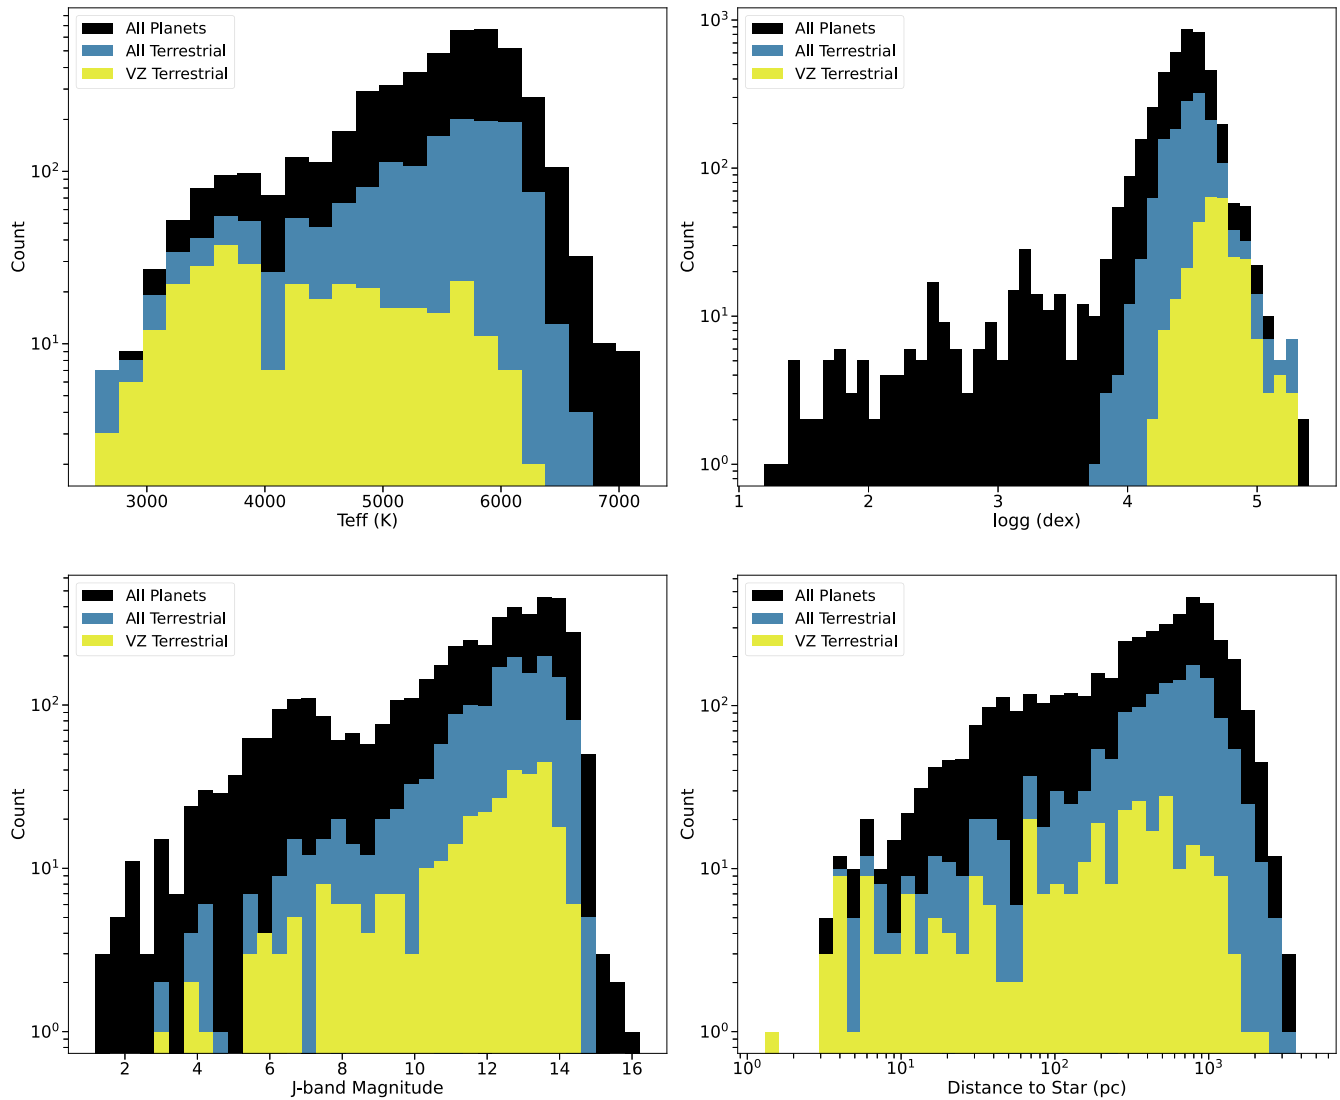 All Planets
All Terrestrial
VZ Terrestrial
Count
10^2
10^1
3000 4000 5000 6000 7000
Teff (K)
All Planets
All Terrestrial
VZ Terrestrial
Count
10^3
10^2
10^1
10^0
1 2 3 4 5
logg (dex)
All Planets
All Terrestrial
VZ Terrestrial
Count
10^2
10^1
10^0
2 4 6 8 10 12 14 16
J-band Magnitude
All Planets
All Terrestrial
VZ Terrestrial
Count
10^2
10^1
10^0
10^0 10^1 10^2 10^3
Distance to Star (pc)